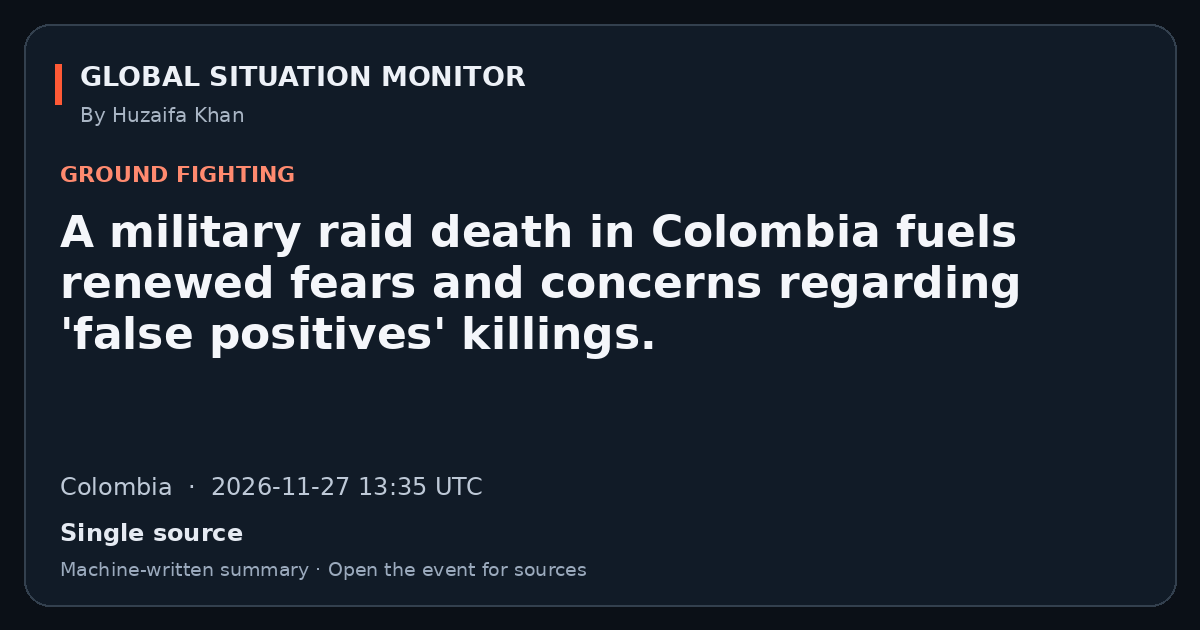 GLOBAL SITUATION MONITOR
By Huzaifa Khan
GROUND FIGHTING
A military raid death in Colombia fuels
renewed fears and concerns regarding
'false positives' killings.
Colombia · 2026-11-27 13:35 UTC
Single source
Machine-written summary · Open the event for sources